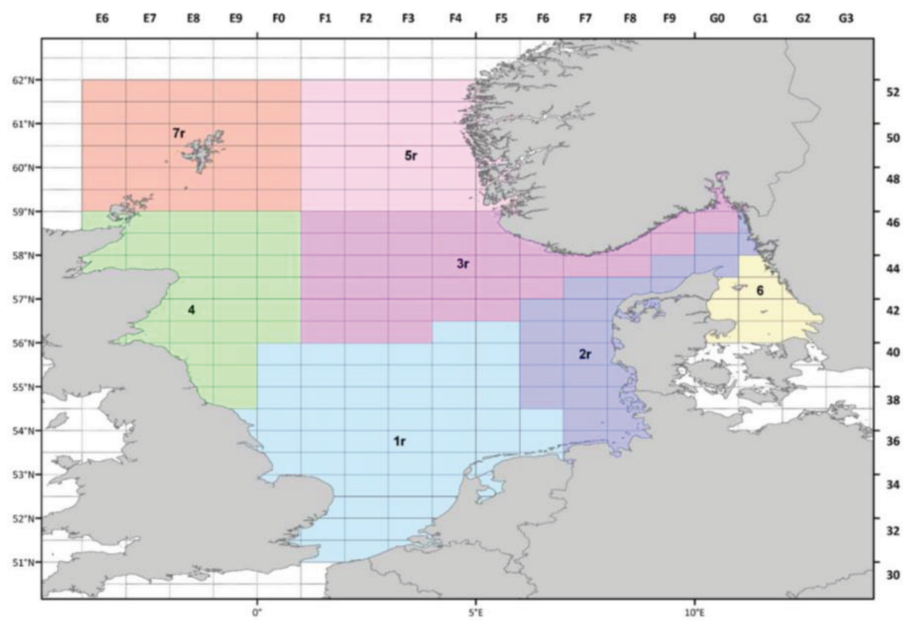 E6 E7 E8 E9 F0 F1 F2 F3 F4 F5 F6 F7 F8 F9 G0 G1 G2 G3
62°N 52
61°N 50
7r
5r
60°N 48
59°N 46
58°N 3r 44
57°N 4 6 42
56°N 2r 40
55°N 38
54°N 1r 36
53°N 34
52°N 32
51°N 30
0° 5°E 10°E